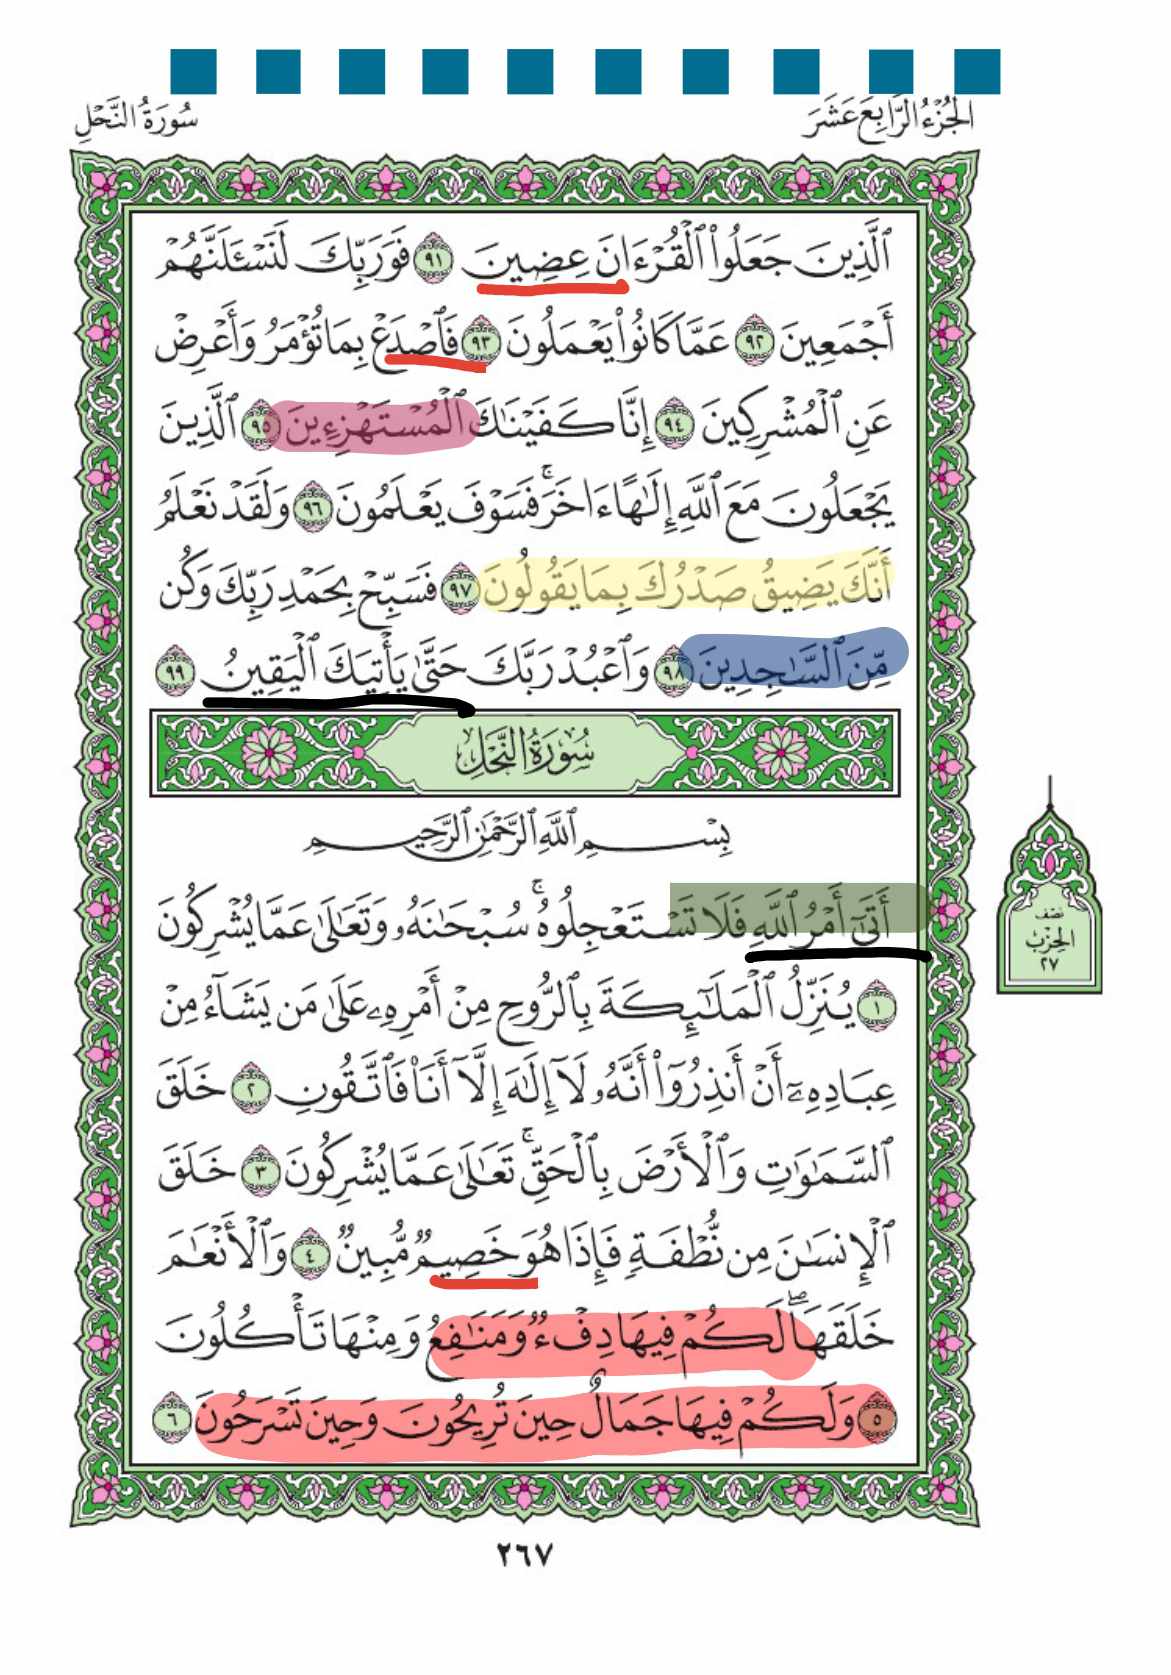 الجُزْءُ الرَّابِعَ عَشَرَ
سُورَةُ النَّحْلِ
ٱلَّذِينَ جَعَلُوا۟ ٱلْقُرْءَانَ عِضِينَ ٩١ فَوَرَبِّكَ لَنَسْـَٔلَنَّهُمْ
أَجْمَعِينَ ٩٢ عَمَّا كَانُوا۟ يَعْمَلُونَ ٩٣ فَٱصْدَعْ بِمَا تُؤْمَرُ وَأَعْرِضْ
عَنِ ٱلْمُشْرِكِينَ ٩٤ إِنَّا كَفَيْنَٰكَ ٱلْمُسْتَهْزِءِينَ ٩٥ ٱلَّذِينَ
يَجْعَلُونَ مَعَ ٱللَّهِ إِلَٰهًا ءَاخَرَ ۚ فَسَوْفَ يَعْلَمُونَ ٩٦ وَلَقَدْ نَعْلَمُ
أَنَّكَ يَضِيقُ صَدْرُكَ بِمَا يَقُولُونَ ٩٧ فَسَبِّحْ بِحَمْدِ رَبِّكَ وَكُن
مِّنَ ٱلسَّٰجِدِينَ ٩٨ وَٱعْبُدْ رَبَّكَ حَتَّىٰ يَأْتِيَكَ ٱلْيَقِينُ ٩٩
سُورَةُ النَّحْلِ
بِسْمِ ٱللَّهِ ٱلرَّحْمَٰنِ ٱلرَّحِيمِ
أَتَىٰٓ أَمْرُ ٱللَّهِ فَلَا تَسْتَعْجِلُوهُ ۚ سُبْحَٰنَهُۥ وَتَعَٰلَىٰ عَمَّا يُشْرِكُونَ
١ يُنَزِّلُ ٱلْمَلَٰٓئِكَةَ بِٱلرُّوحِ مِنْ أَمْرِهِۦ عَلَىٰ مَن يَشَآءُ مِنْ
عِبَادِهِۦٓ أَنْ أَنذِرُوٓا۟ أَنَّهُۥ لَآ إِلَٰهَ إِلَّآ أَنَا۠ فَٱتَّقُونِ ٢ خَلَقَ
ٱلسَّمَٰوَٰتِ وَٱلْأَرْضَ بِٱلْحَقِّ ۚ تَعَٰلَىٰ عَمَّا يُشْرِكُونَ ٣ خَلَقَ
ٱلْإِنسَٰنَ مِن نُّطْفَةٍ فَإِذَا هُوَ خَصِيمٌ مُّبِينٌ ٤ وَٱلْأَنْعَٰمَ
خَلَقَهَا ۖ لَكُمْ فِيهَا دِفْءٌ وَمَنَٰفِعُ وَمِنْهَا تَأْكُلُونَ
٥ وَلَكُمْ فِيهَا جَمَالٌ حِينَ تُرِيحُونَ وَحِينَ تَسْرَحُونَ ٦
نصف
الحزب
٢٧
٢٦٧